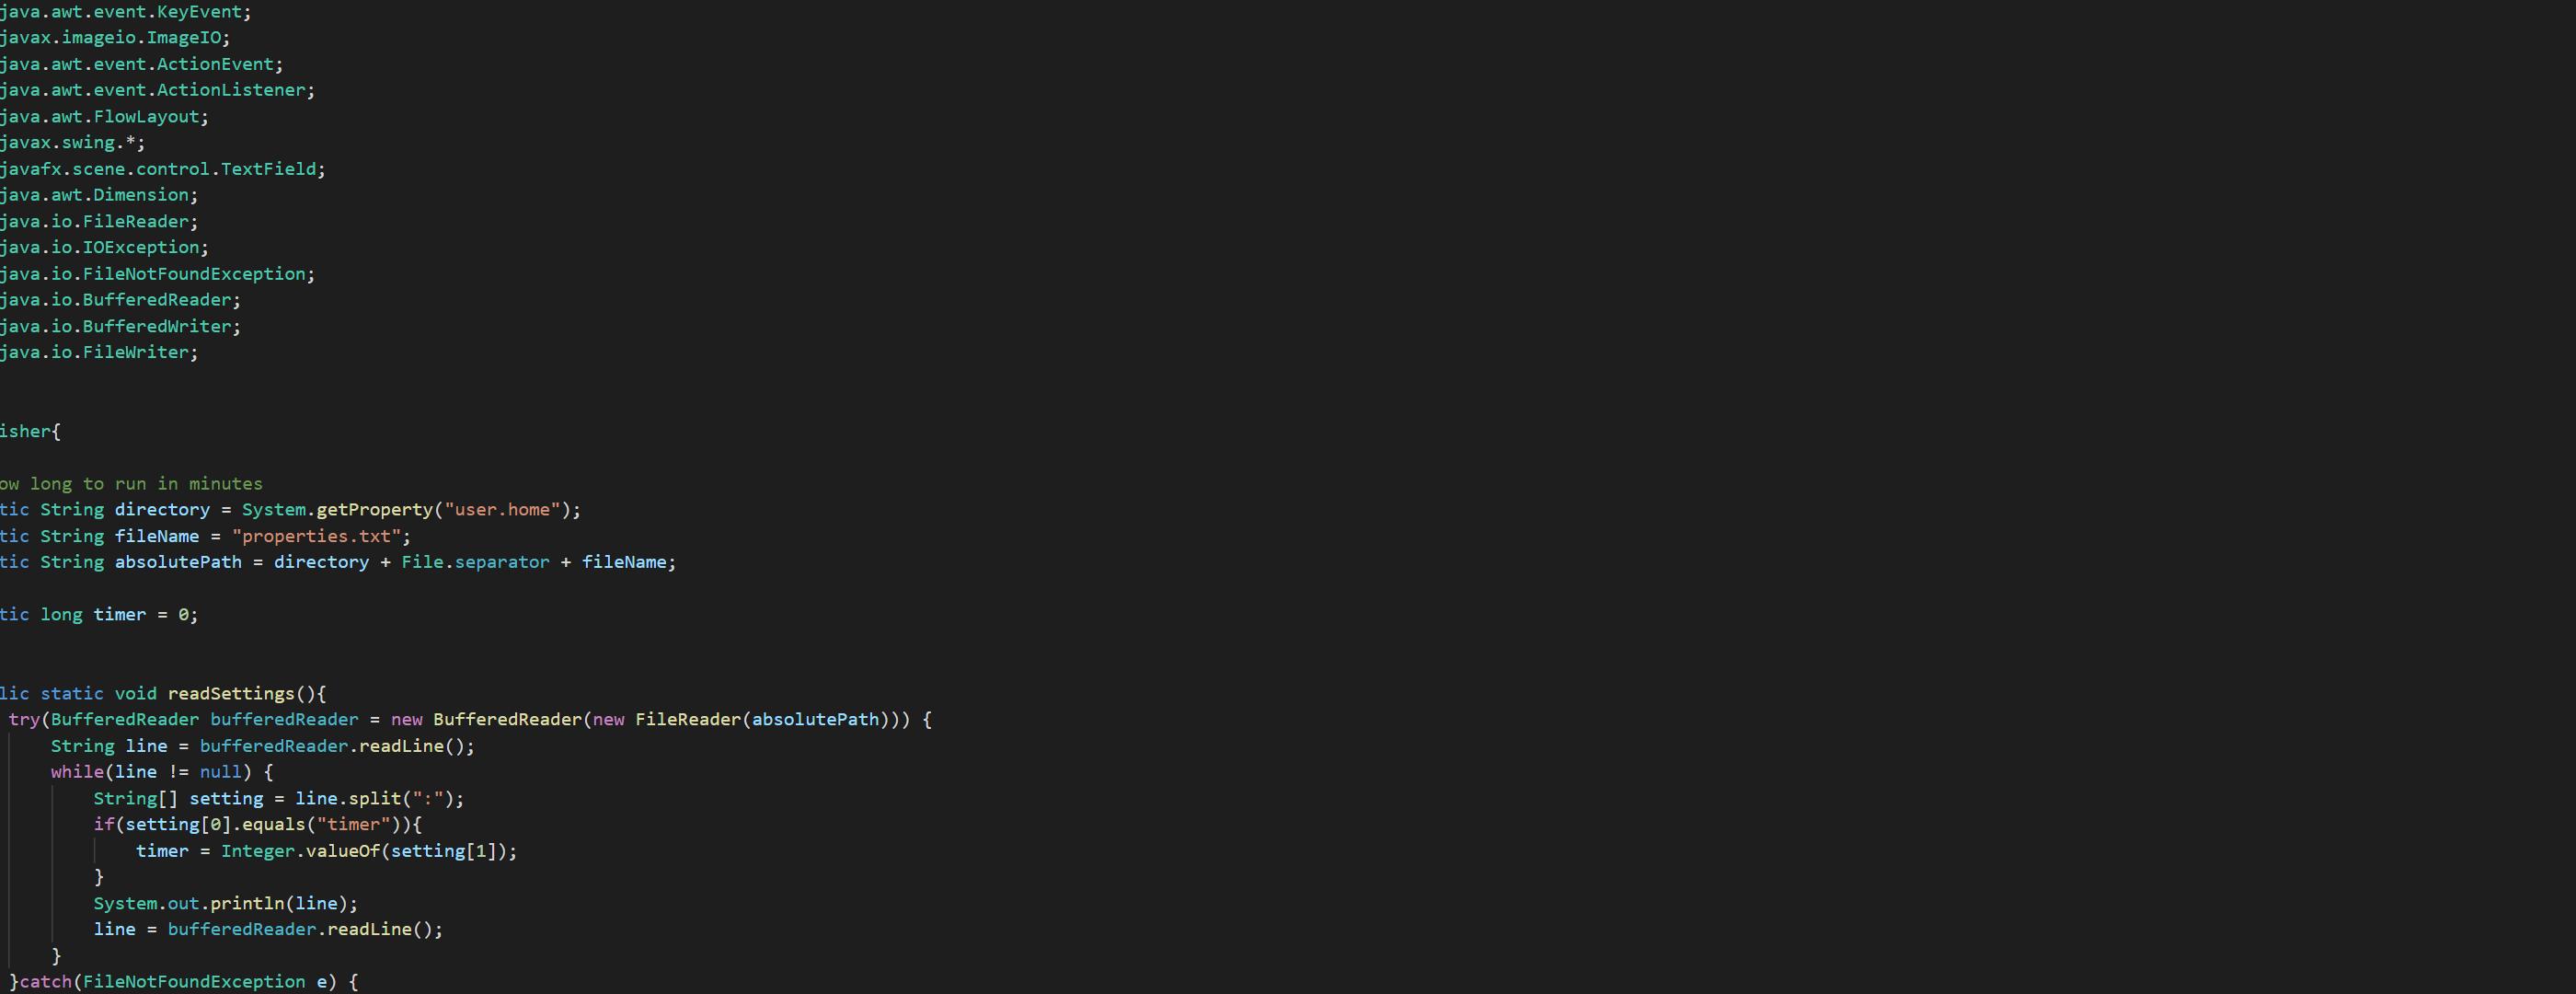 java.awt.event.KeyEvent;
javax.imageio.ImageIO;
java.awt.event.ActionEvent;
java.awt.event.ActionListener;
java.awt.FlowLayout;
javax.swing.*;
javafx.scene.control.TextField;
java.awt.Dimension;
java.io.FileReader;
java.io.IOException;
java.io.FileNotFoundException;
java.io.BufferedReader;
java.io.BufferedWriter;
java.io.FileWriter;
isher{
ow long to run in minutes
tic String directory = System.getProperty("user.home");
tic String fileName = "properties.txt";
tic String absolutePath = directory + File.separator + fileName;
tic long timer = 0;
lic static void readSettings(){
try(BufferedReader bufferedReader = new BufferedReader(new FileReader(absolutePath))) {
String line = bufferedReader.readLine();
while(line != null) {
String[] setting = line.split(":");
if(setting[0].equals("timer")){
timer = Integer.valueOf(setting[1]);
}
System.out.println(line);
line = bufferedReader.readLine();
}
}catch(FileNotFoundException e) {